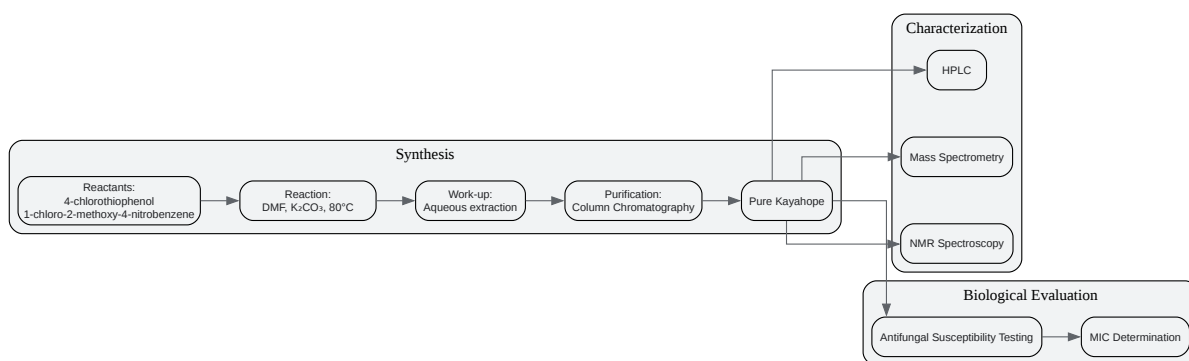 Characterization
HPLC
Mass Spectrometry
NMR Spectroscopy
Synthesis
Reactants:
4-chlorothiophenol
1-chloro-2-methoxy-4-nitrobenzene
Reaction:
DMF, K₂CO₃, 80°C
Work-up:
Aqueous extraction
Purification:
Column Chromatography
Pure Kayahope
Biological Evaluation
Antifungal Susceptibility Testing
MIC Determination